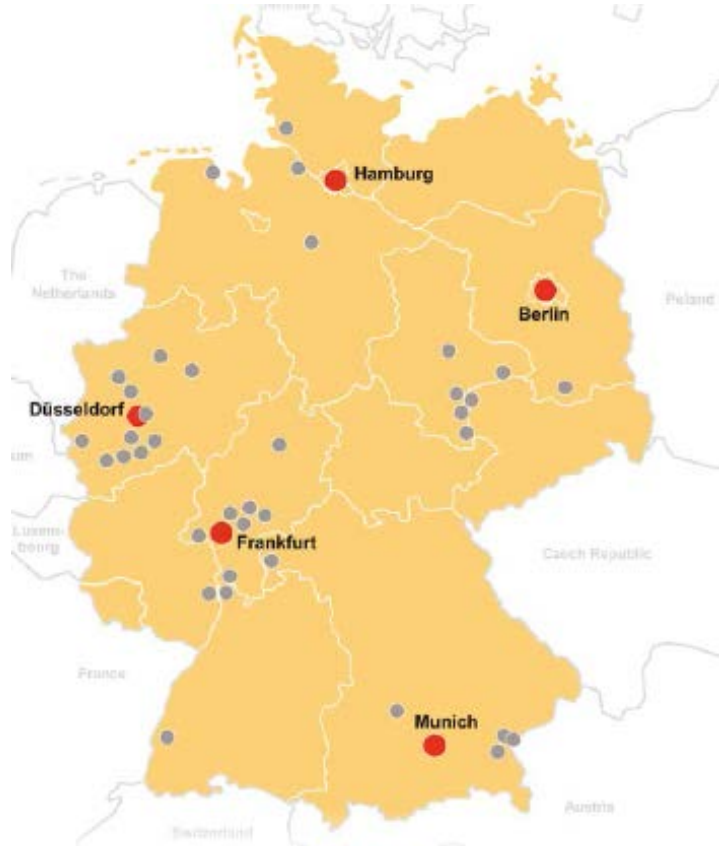 Hamburg
The
Netherlands
Poland
Berlin
Düsseldorf
Luxem-
bourg
Frankfurt
Czech Republic
France
Munich
Austria
Switzerland